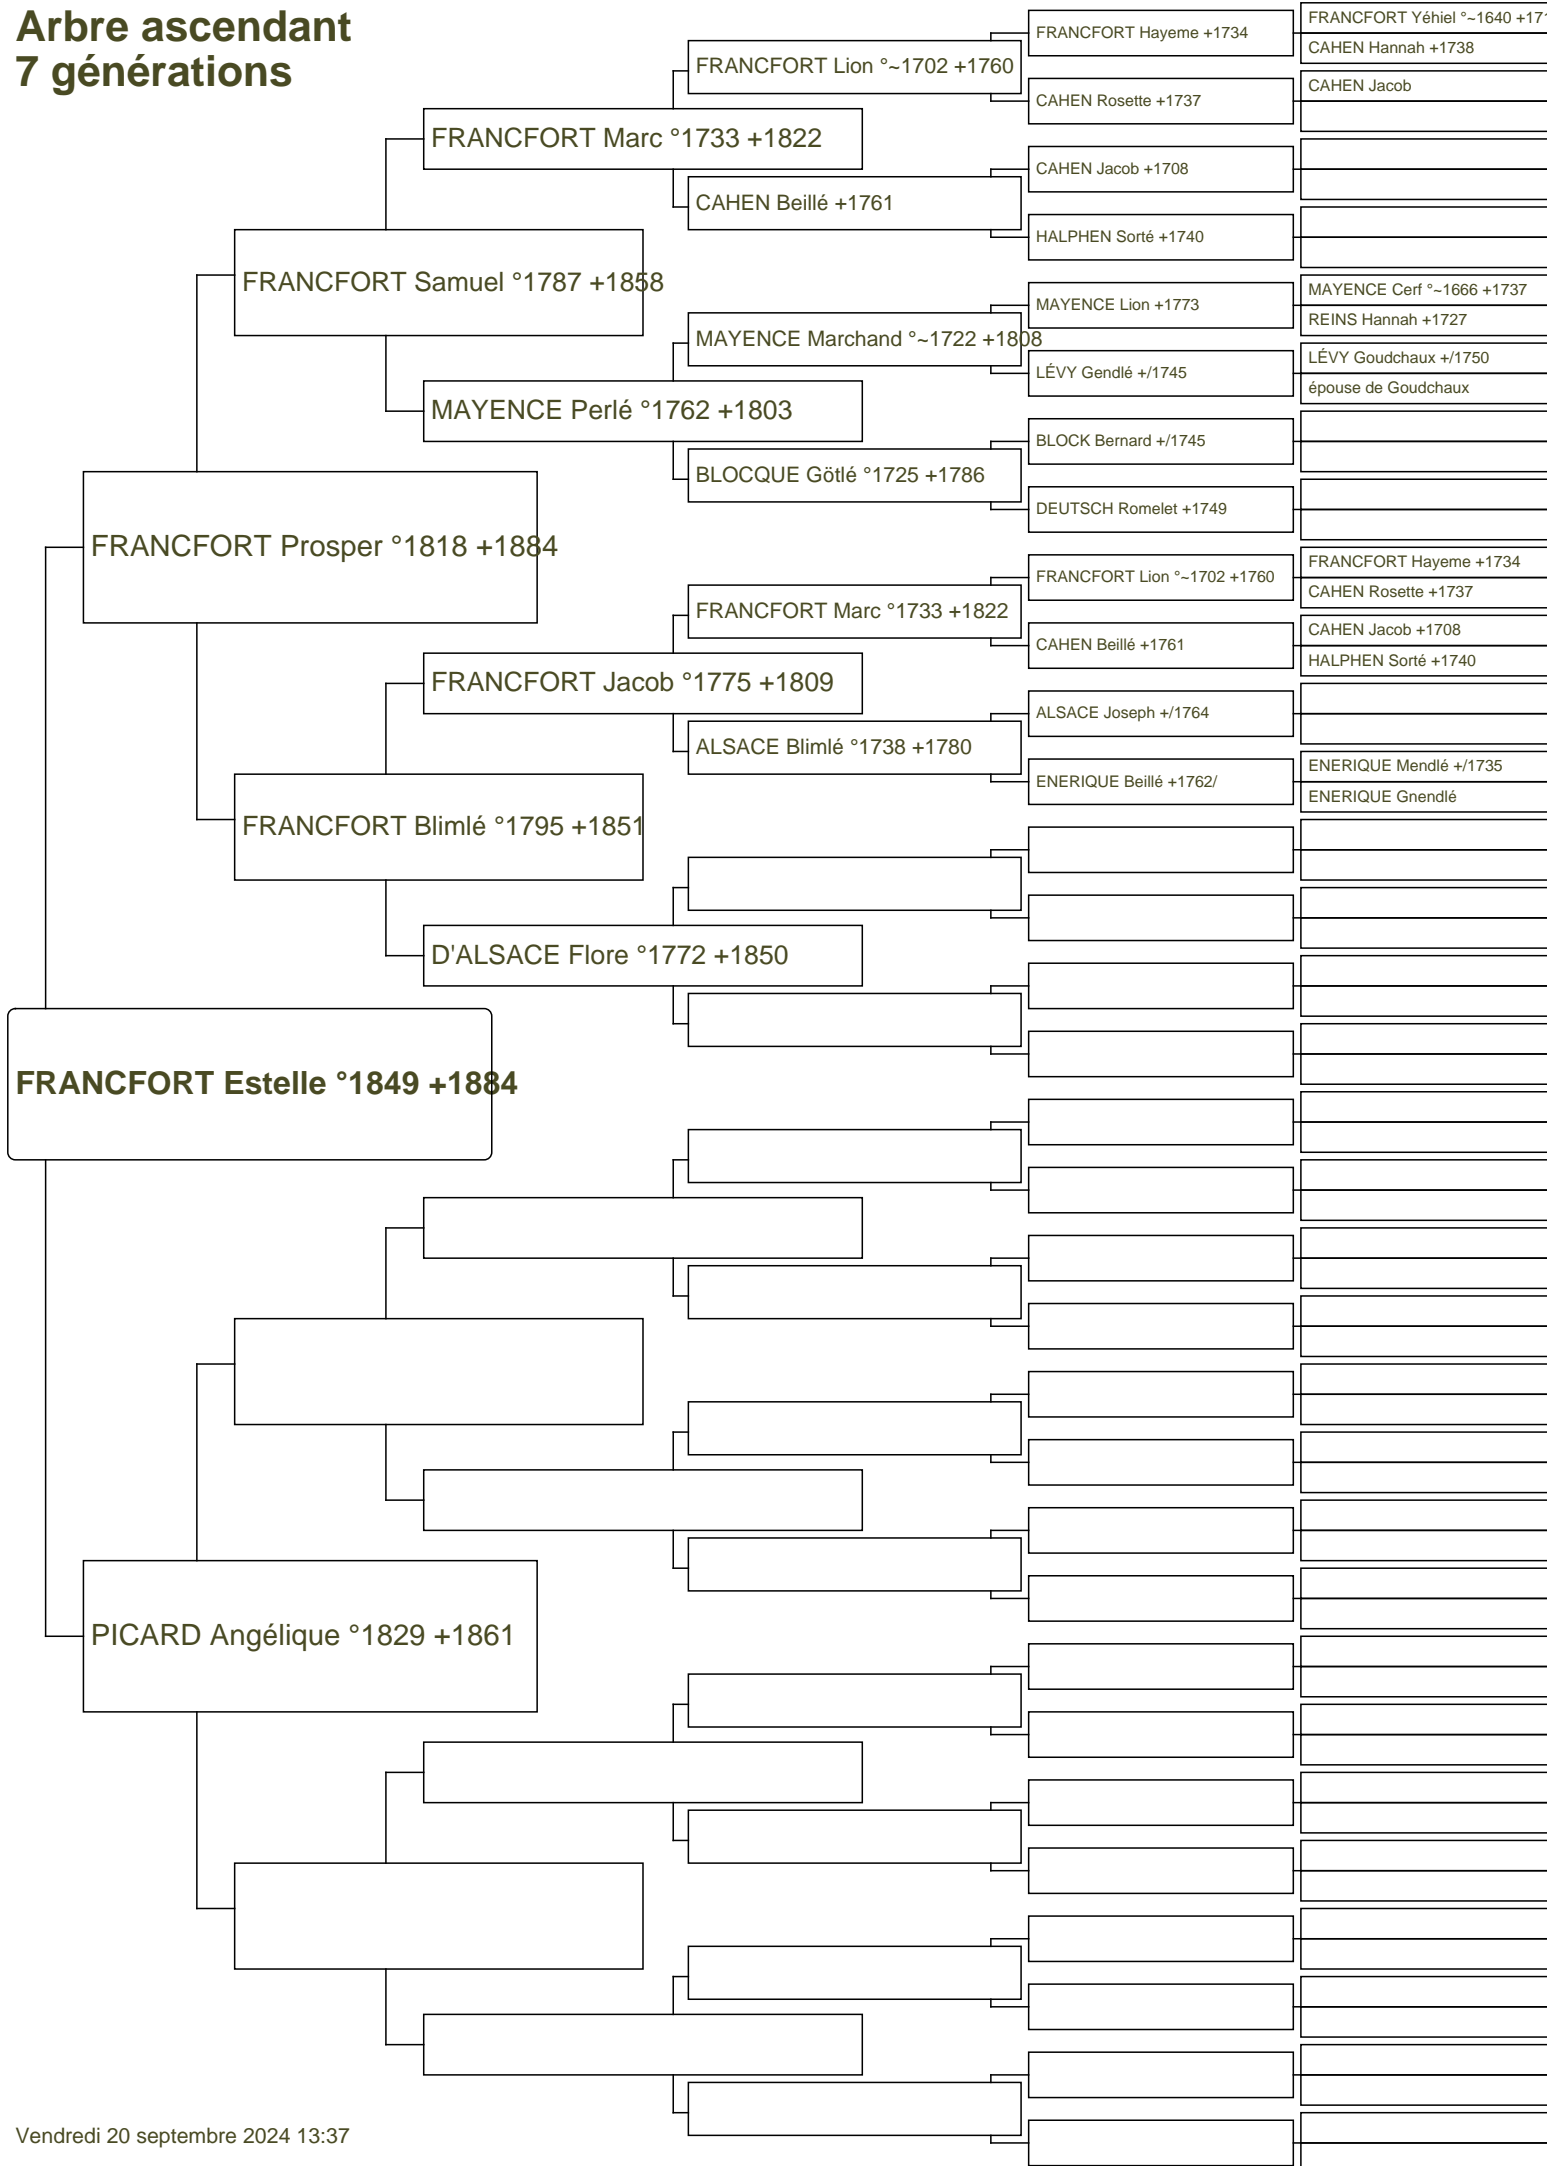 Arbre ascendant
7 générations
FRANCFORT Estelle °1849 +1884
FRANCFORT Prosper °1818 +1884
PICARD Angélique °1829 +1861
FRANCFORT Samuel °1787 +1858
FRANCFORT Blimlé °1795 +1851
FRANCFORT Marc °1733 +1822
MAYENCE Perlé °1762 +1803
FRANCFORT Jacob °1775 +1809
D'ALSACE Flore °1772 +1850
FRANCFORT Lion °~1702 +1760
CAHEN Beillé +1761
MAYENCE Marchand °~1722 +1808
BLOCQUE Götlé °1725 +1786
FRANCFORT Marc °1733 +1822
ALSACE Blimlé °1738 +1780
FRANCFORT Hayeme +1734
CAHEN Rosette +1737
CAHEN Jacob +1708
HALPHEN Sorté +1740
MAYENCE Lion +1773
LÉVY Gendlé +/1745
BLOCK Bernard +/1745
DEUTSCH Romelet +1749
FRANCFORT Lion °~1702 +1760
CAHEN Beillé +1761
ALSACE Joseph +/1764
ENERIQUE Beillé +1762/
FRANCFORT Yéhiel °~1640
CAHEN Hannah +1738
CAHEN Jacob
MAYENCE Cerf °~1666 +1737
REINS Hannah +1727
LÉVY Goudchaux +/1750
épouse de Goudchaux
FRANCFORT Hayeme +1734
CAHEN Rosette +1737
CAHEN Jacob +1708
HALPHEN Sorté +1740
ENERIQUE Mendlé +/1735
ENERIQUE Gnendlé
Vendredi 20 septembre 2024 13:37